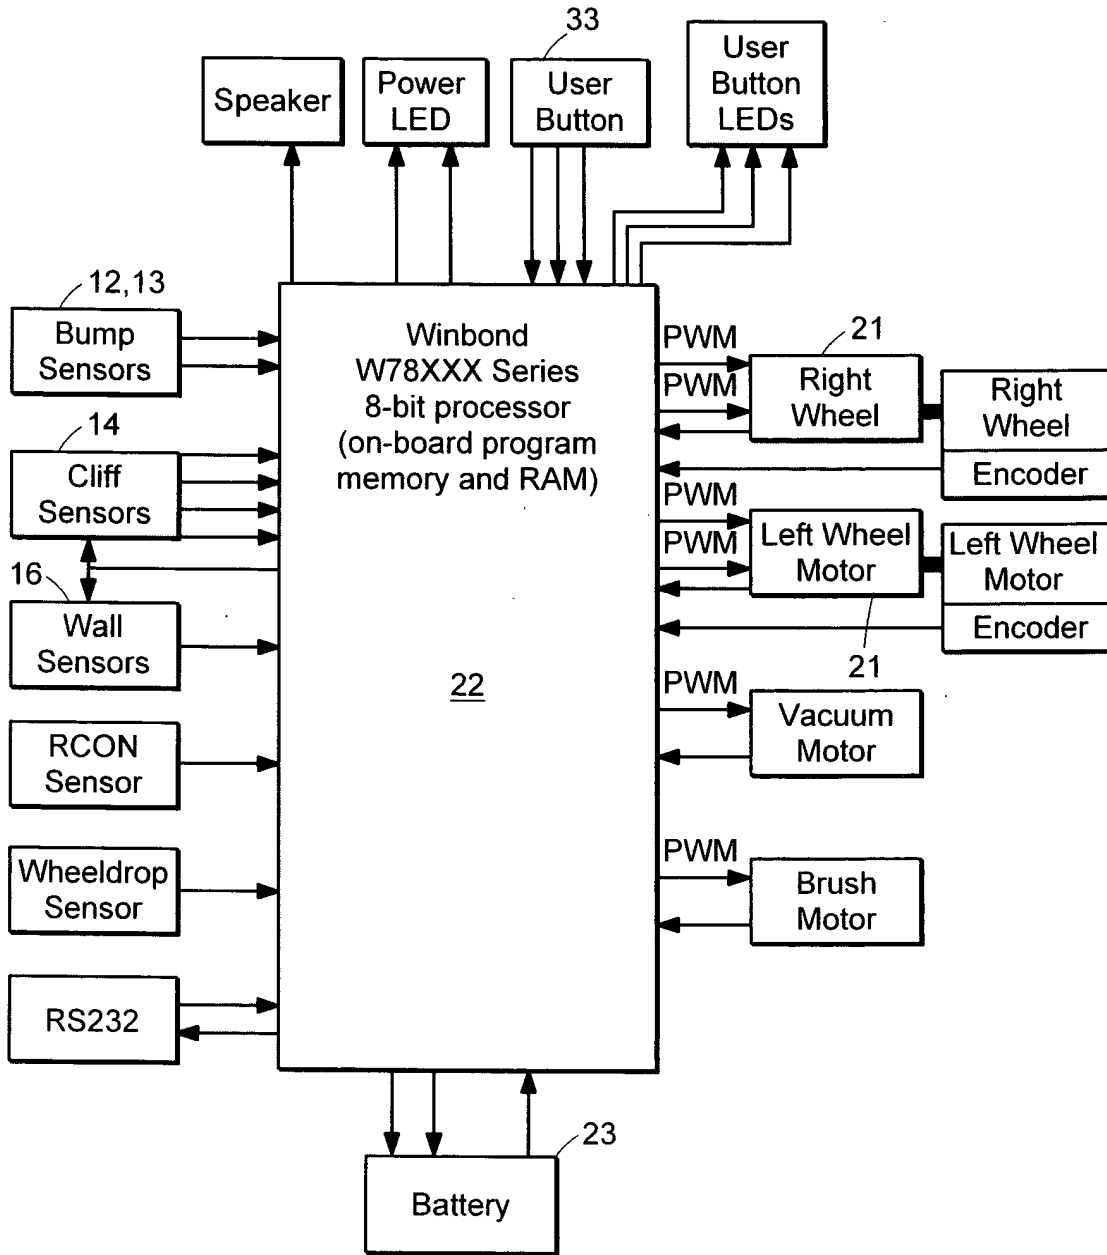 33
Speaker
Power
LED
User
Button
User
Button
LEDs
12,13
Bump
Sensors
14
Cliff
Sensors
16
Wall
Sensors
RCON
Sensor
Wheeldrop
Sensor
RS232
Winbond
W78XXX Series
8-bit processor
(on-board program
memory and RAM)
22
PWM
PWM
21
Right
Wheel
Right
Wheel
Encoder
PWM
PWM
Left Wheel
Motor
21
Left Wheel
Motor
Encoder
PWM
Vacuum
Motor
PWM
Brush
Motor
23
Battery